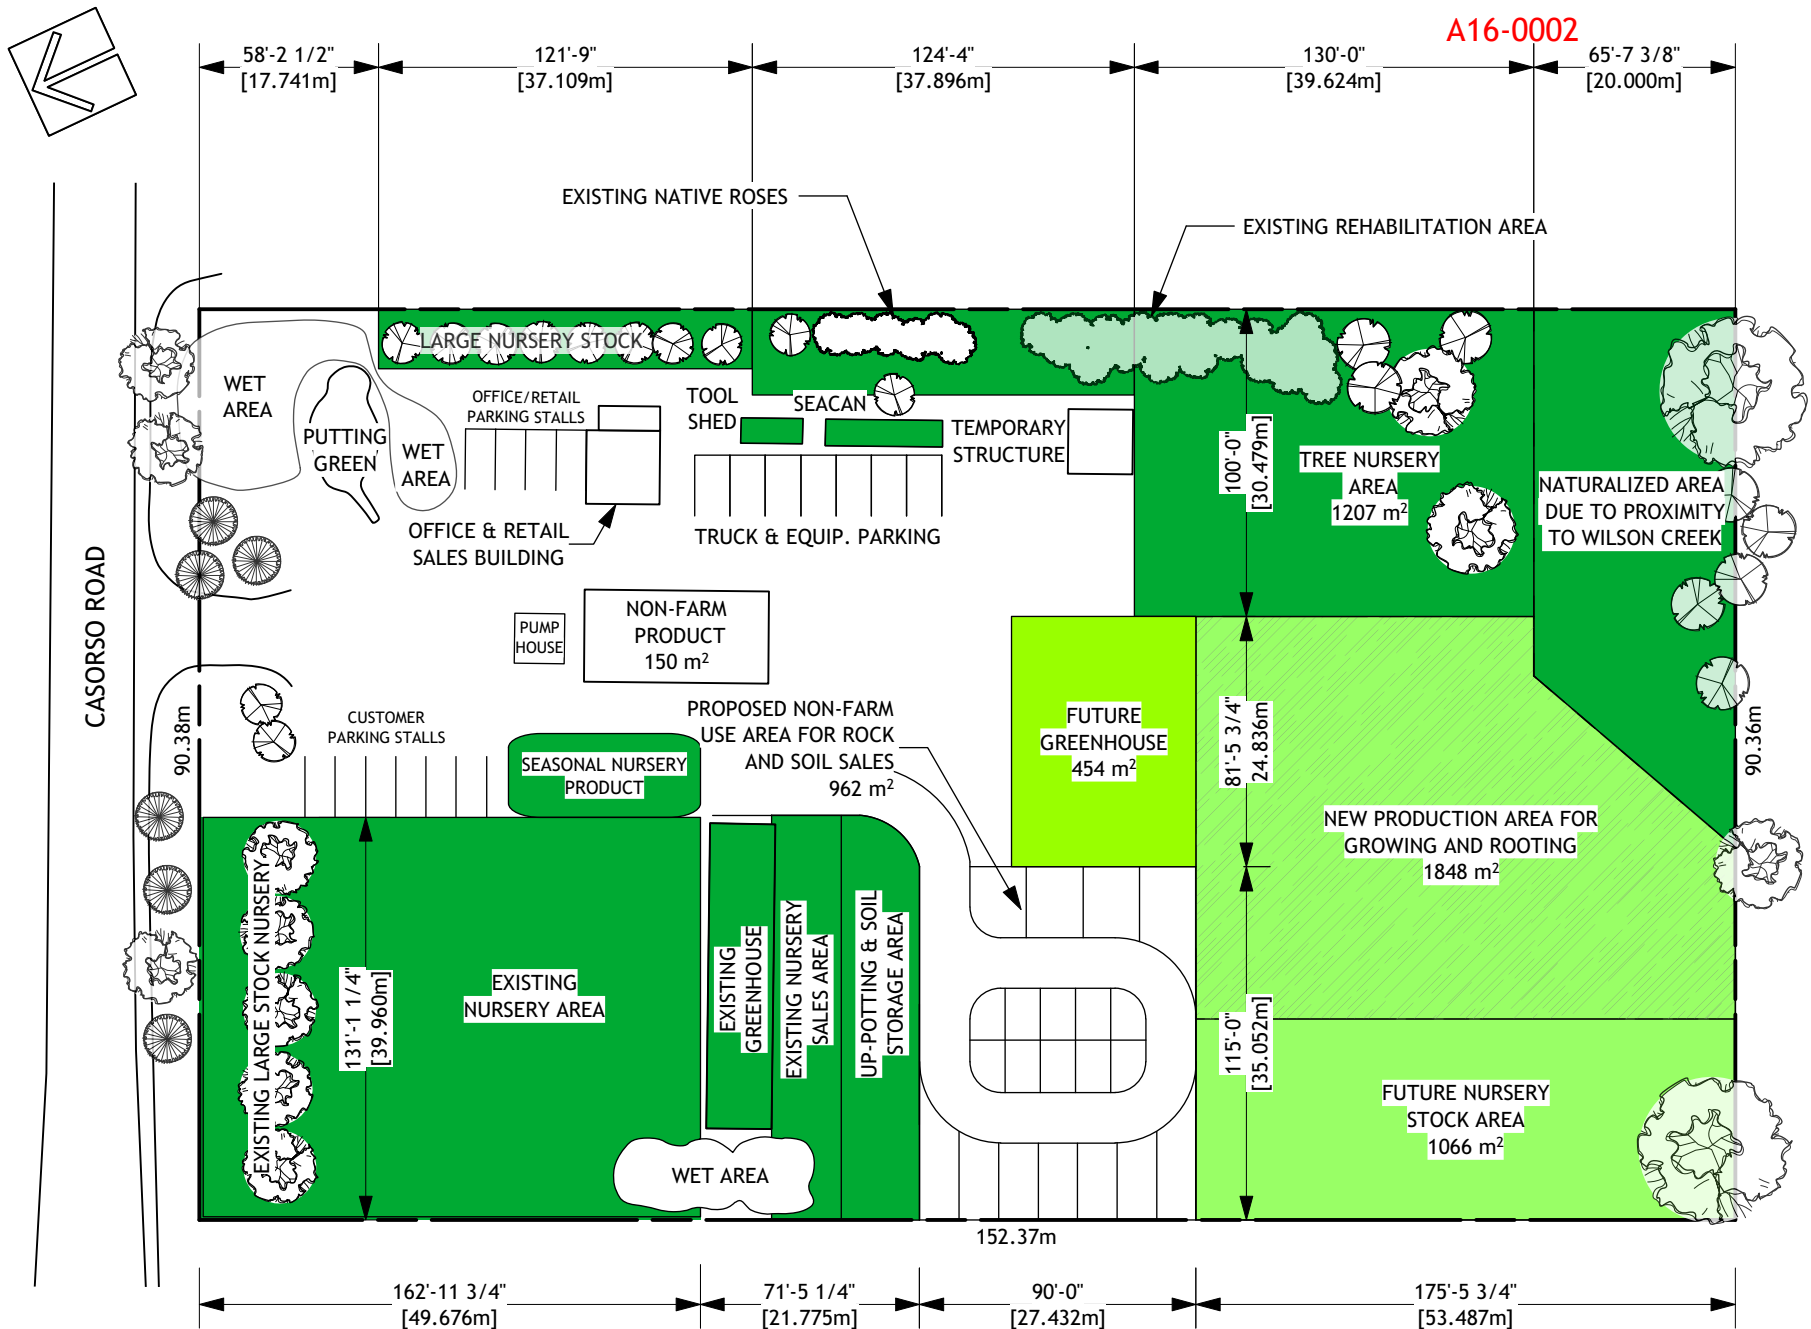 A16-0002
58'-2 1/2"
[17.741m]
121'-9"
[37.109m]
124'-4"
[37.896m]
130'-0"
[39.624m]
65'-7 3/8"
[20.000m]
EXISTING NATIVE ROSES
EXISTING REHABILITATION AREA
LARGE NURSERY STOCK
WET
AREA
PUTTING
GREEN
WET
AREA
OFFICE/RETAIL
PARKING STALLS
TOOL
SHED
SEACAN
TEMPORARY
STRUCTURE
100'-0"
[30.479m]
TREE NURSERY
AREA
1207 m²
NATURALIZED AREA
DUE TO PROXIMITY
TO WILSON CREEK
OFFICE & RETAIL
SALES BUILDING
TRUCK & EQUIP. PARKING
CASORSO ROAD
PUMP
HOUSE
NON-FARM
PRODUCT
150 m²
90.38m
CUSTOMER
PARKING STALLS
SEASONAL NURSERY
PRODUCT
PROPOSED NON-FARM
USE AREA FOR ROCK
AND SOIL SALES
962 m²
FUTURE
GREENHOUSE
454 m²
81'-5 3/4"
24.836m
90.36m
NEW PRODUCTION AREA FOR
GROWING AND ROOTING
1848 m²
EXISTING LARGE STOCK NURSERY
131'-1 1/4"
[39.960m]
EXISTING
NURSERY AREA
EXISTING
GREENHOUSE
EXISTING NURSERY
SALES AREA
UP-POTTING & SOIL
STORAGE AREA
115'-0"
[35.052m]
FUTURE NURSERY
STOCK AREA
1066 m²
WET AREA
152.37m
162'-11 3/4"
[49.676m]
71'-5 1/4"
[21.775m]
90'-0"
[27.432m]
175'-5 3/4"
[53.487m]